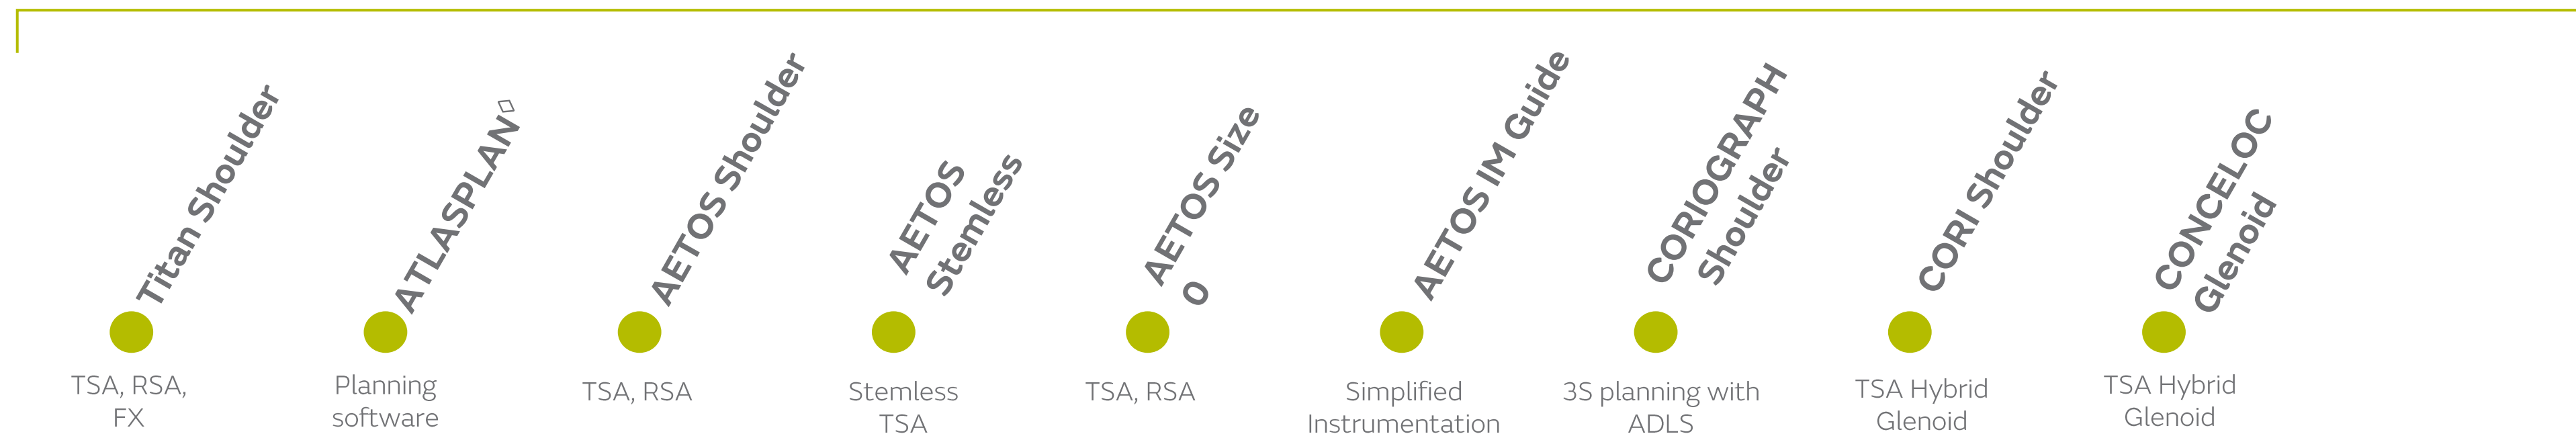 Titan Shoulder
TSA, RSA,
FX
ATLASPLAN◊
Planning
software
AETOS Shoulder
TSA, RSA
AETOS
Stemless
Stemless
TSA
AETOS Size
0
TSA, RSA
AETOS IM Guide
Simplified
Instrumentation
CORIOGRAPH
Shoulder
3S planning with
ADLS
CORI Shoulder
TSA Hybrid
Glenoid
CONCELOC
Glenoid
TSA Hybrid
Glenoid